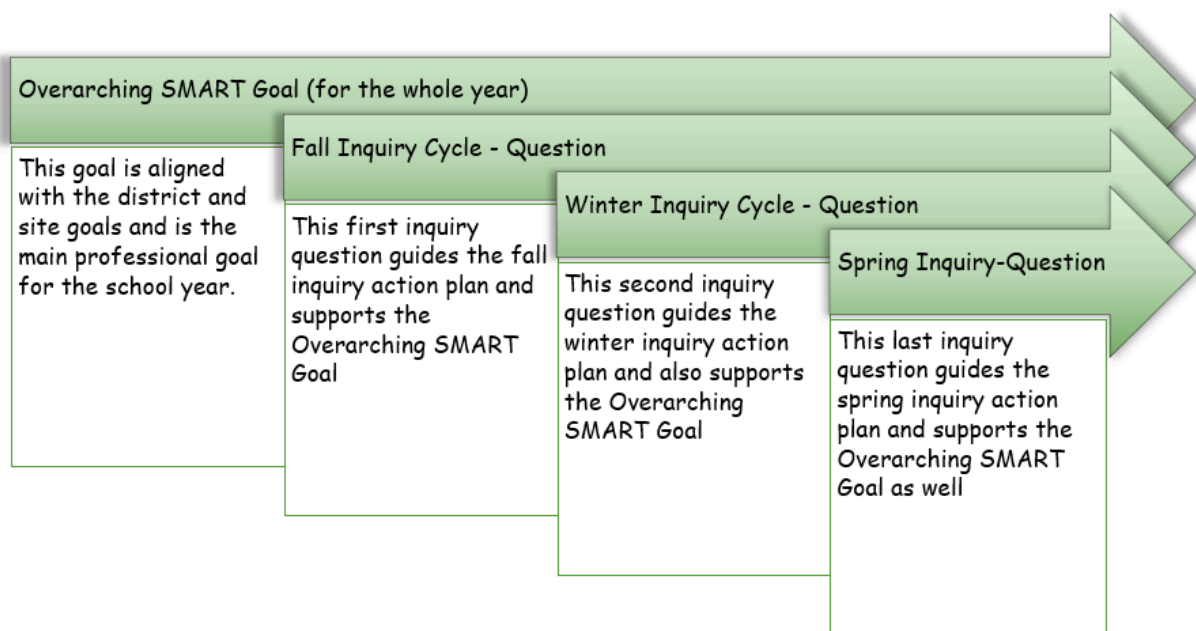 Overarching SMART Goal (for the whole year)
This goal is aligned
with the district and
site goals and is the
main professional goal
for the school year.
Fall Inquiry Cycle - Question
This first inquiry
question guides the fall
inquiry action plan and
supports the
Overarching SMART
Goal
Winter Inquiry Cycle - Question
This second inquiry
question guides the
winter inquiry action
plan and also supports
the Overarching
SMART Goal
Spring Inquiry-Question
This last inquiry
question guides the
spring inquiry action
plan and supports the
Overarching SMART
Goal as well